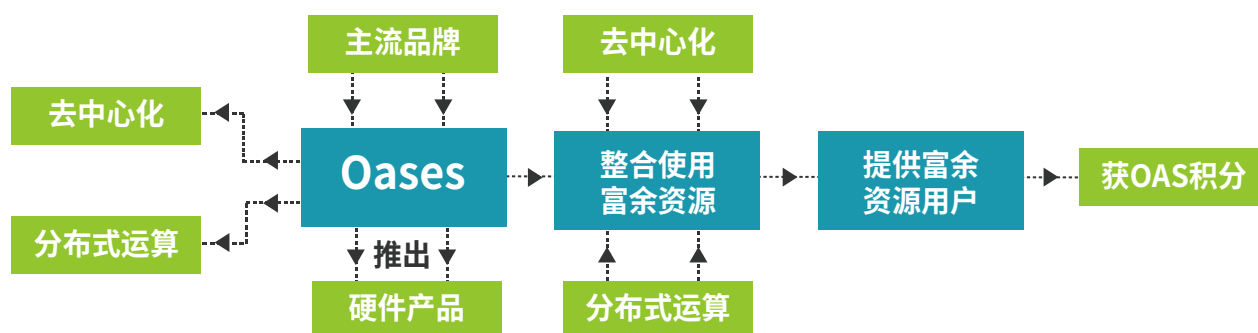 主流品牌
去中心化
去中心化
Oases
整合使用
富余资源
提供富余
资源用户
获OAS积分
分布式运算
推出
硬件产品
分布式运算